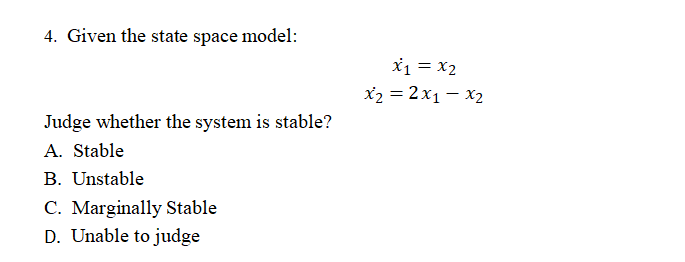 4. Given the state space model:
ẋ₁ = x₂
ẋ₂ = 2x₁ − x₂
Judge whether the system is stable?
A. Stable
B. Unstable
C. Marginally Stable
D. Unable to judge